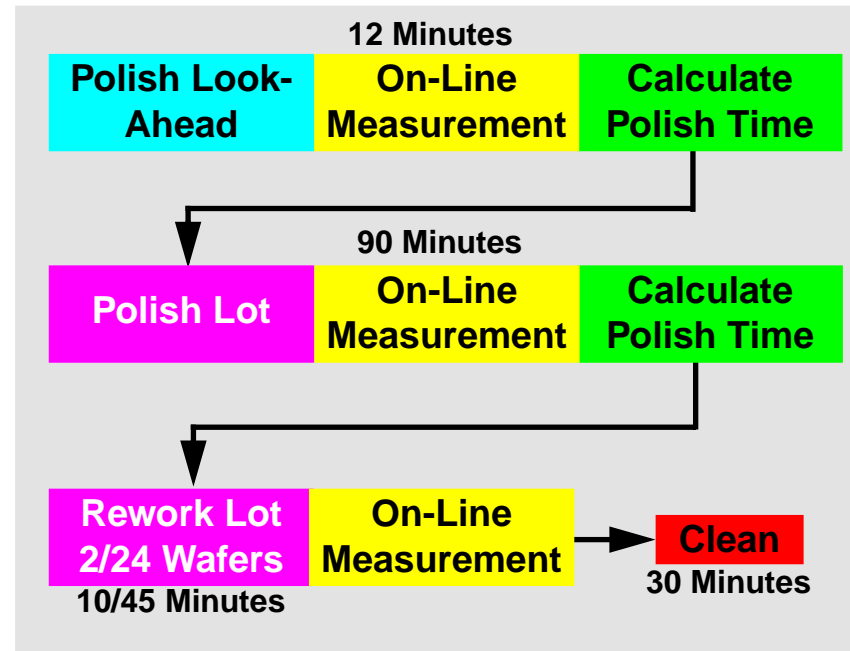 12 Minutes
Polish Look-
Ahead
On-Line
Measurement
Calculate
Polish Time
90 Minutes
Polish Lot
On-Line
Measurement
Calculate
Polish Time
Rework Lot
2/24 Wafers
10/45 Minutes
On-Line
Measurement
Clean
30 Minutes